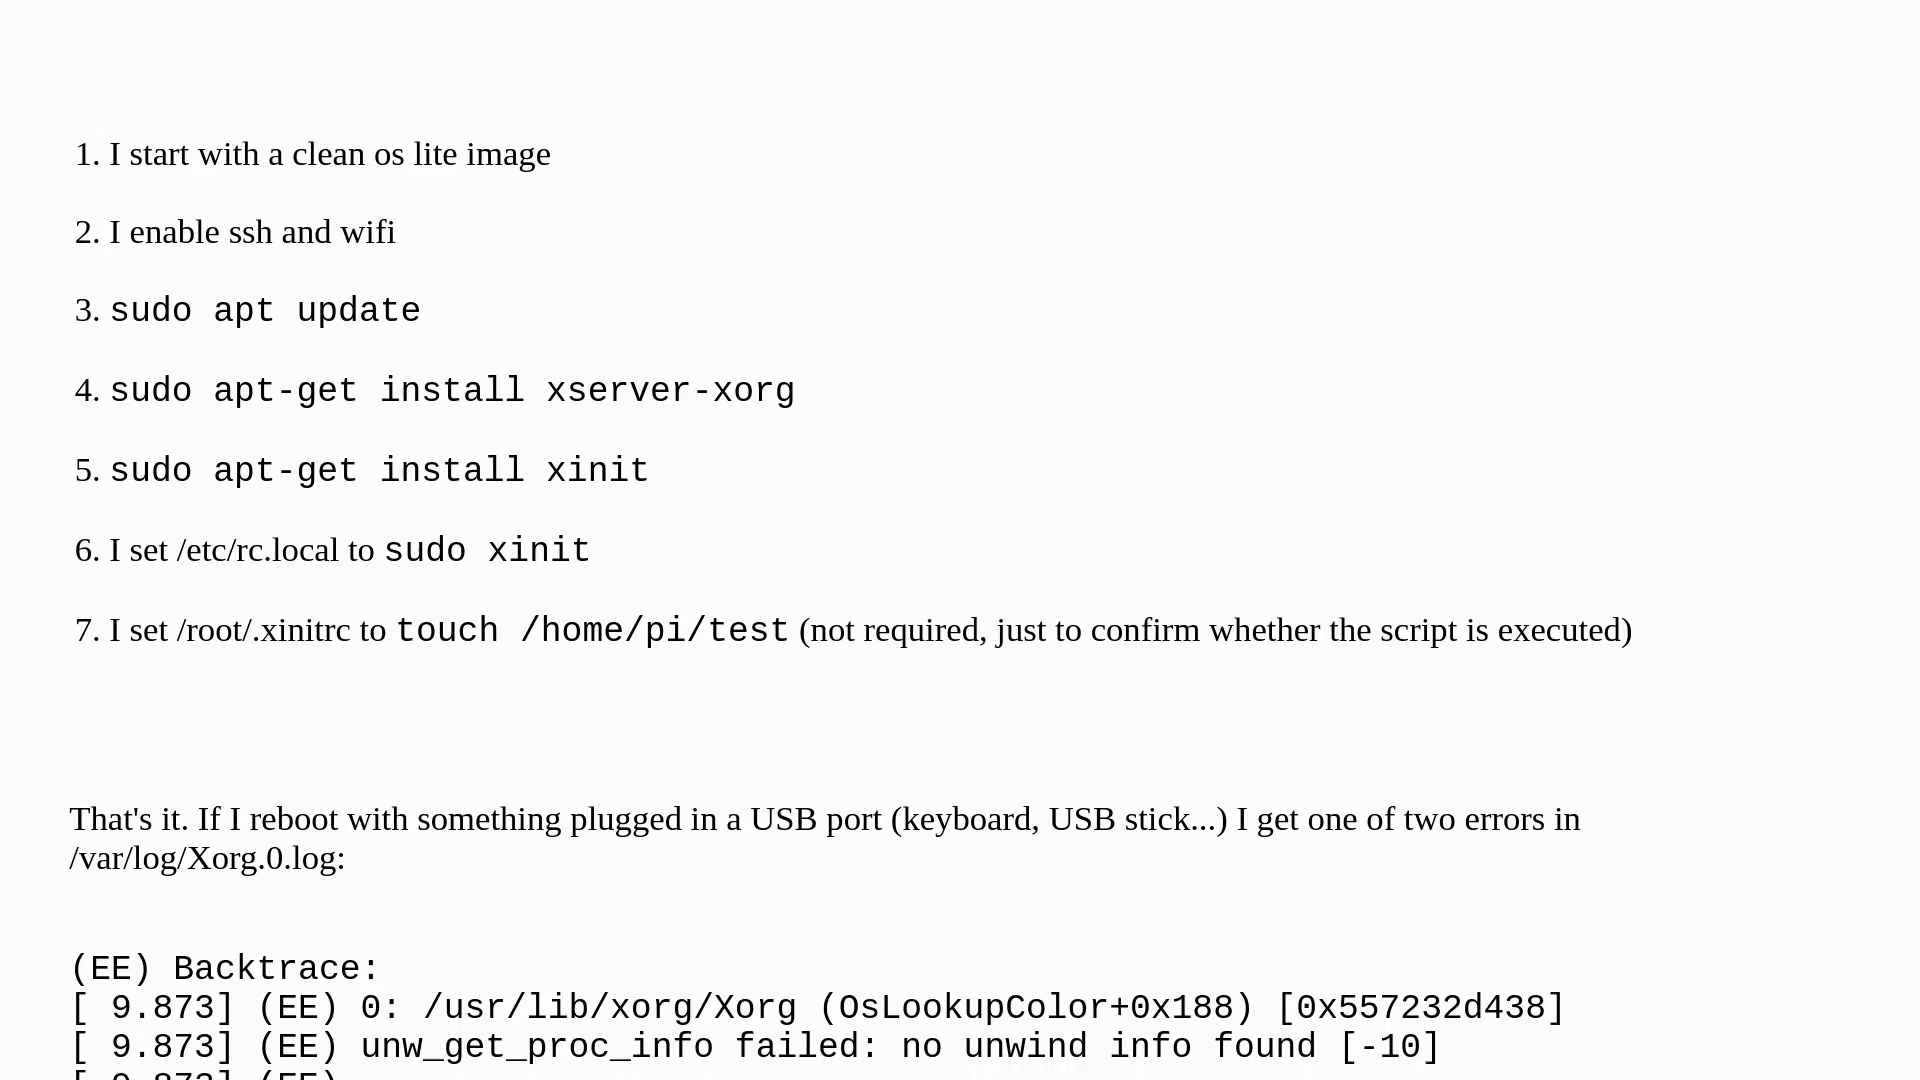 1. I start with a clean os lite image
2. I enable ssh and wifi
3. sudo apt update
4. sudo apt-get install xserver-xorg
5. sudo apt-get install xinit
6. I set /etc/rc.local to sudo xinit
7. I set /root/.xinitrc to touch /home/pi/test (not required, just to confirm whether the script is executed)
That's it. If I reboot with something plugged in a USB port (keyboard, USB stick...) I get one of two errors in
/var/log/Xorg.0.log:
(EE) Backtrace:
[ 9.873] (EE) 0: /usr/lib/xorg/Xorg (OsLookupColor+0x188) [0x557232d438]
[ 9.873] (EE) unw_get_proc_info failed: no unwind info found [-10]
[ 9.873] (EE)